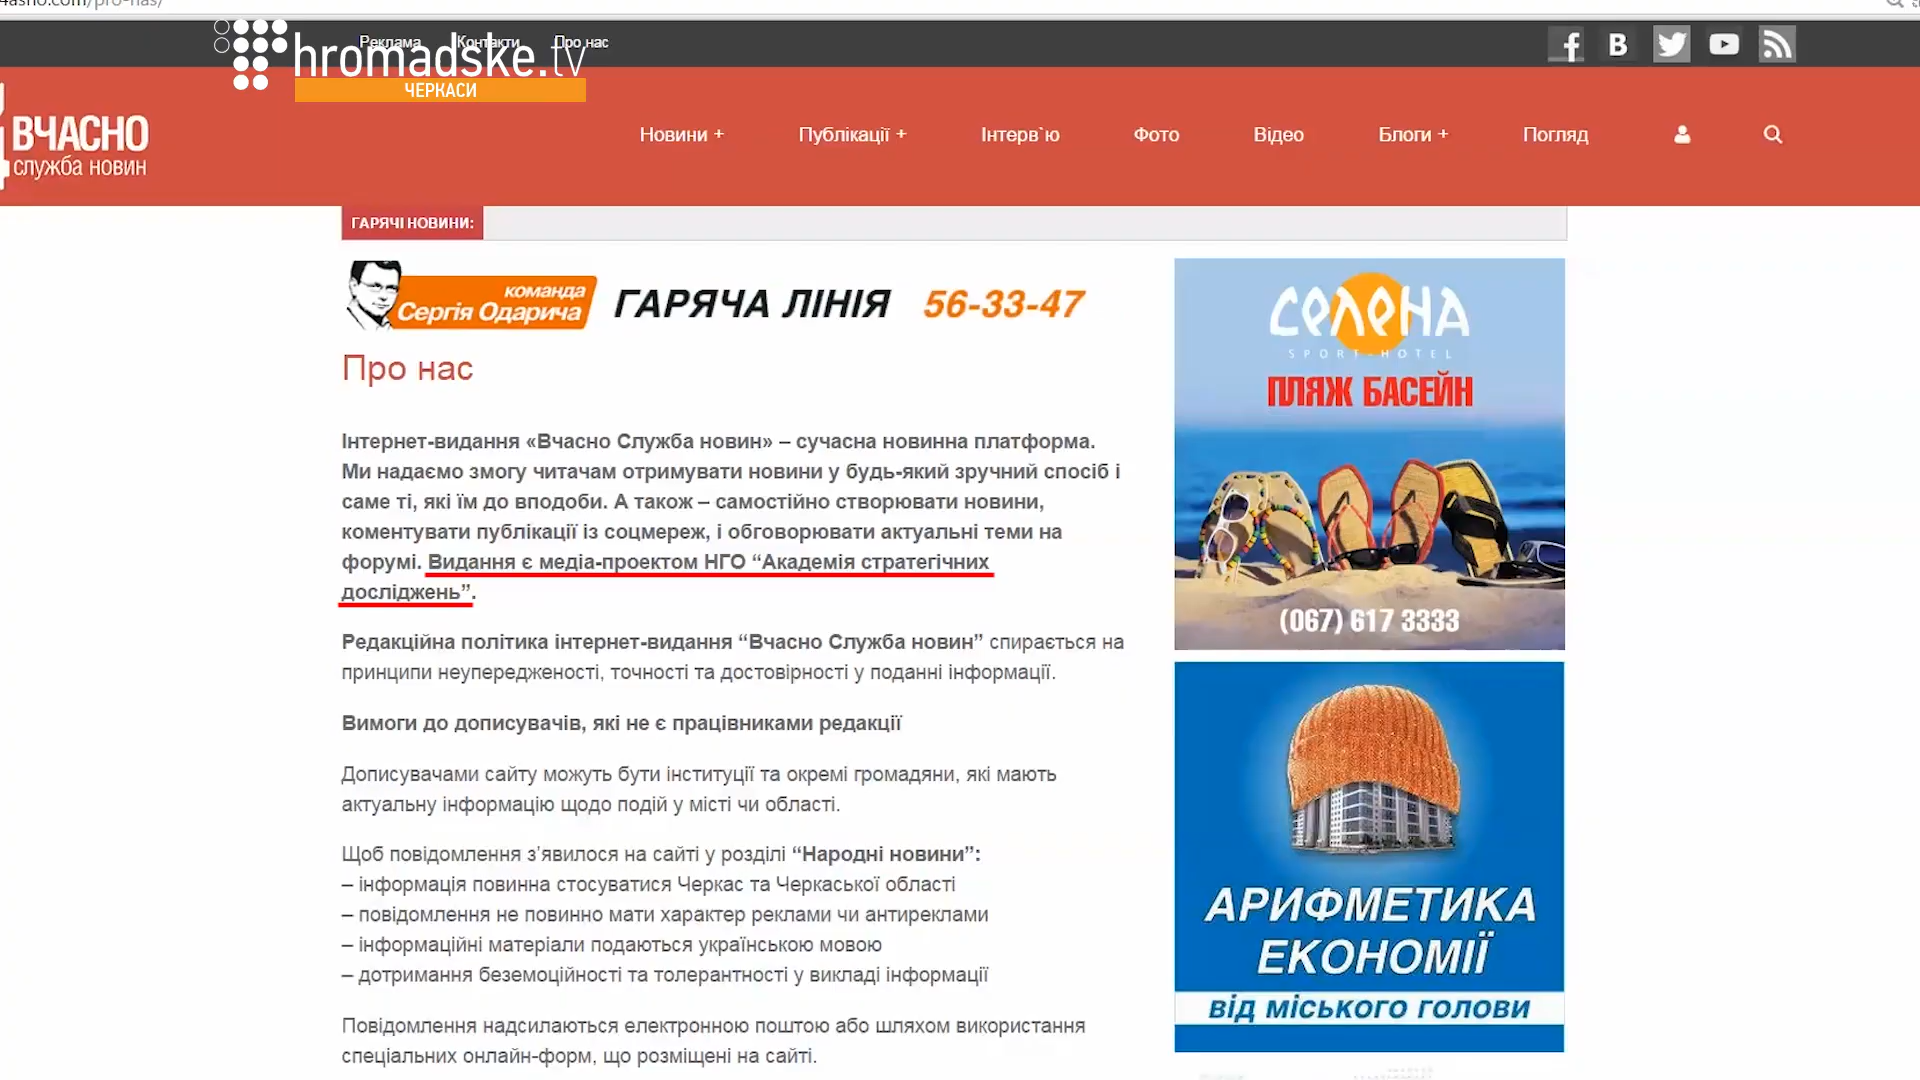 /pro-nas/
Реклама Контакти Про нас
hromadske.tv
ЧЕРКАСИ
ВЧАСНО
служба новин
Новини + Публікації + Інтерв`ю Фото Відео Блоги + Погляд
ГАРЯЧІ НОВИНИ:
команда
Сергія Одарича
ГАРЯЧА ЛІНІЯ 56-33-47
Про нас
Інтернет-видання «Вчасно Служба новин» – сучасна новинна платформа.
Ми надаємо змогу читачам отримувати новини у будь-який зручний спосіб і
саме ті, які їм до вподоби. А також – самостійно створювати новини,
коментувати публікації із соцмереж, і обговорювати актуальні теми на
форумі. Видання є медіа-проектом НГО “Академія стратегічних
досліджень”.
Редакційна політика інтернет-видання “Вчасно Служба новин” спирається на
принципи неупередженості, точності та достовірності у поданні інформації.
Вимоги до дописувачів, які не є працівниками редакції
Дописувачами сайту можуть бути інституції та окремі громадяни, які мають
актуальну інформацію щодо подій у місті чи області.
Щоб повідомлення з’явилося на сайті у розділі “Народні новини”:
– інформація повинна стосуватися Черкас та Черкаської області
– повідомлення не повинно мати характер реклами чи антиреклами
– інформаційні матеріали подаються українською мовою
– дотримання беземоційності та толерантності у викладі інформації
Повідомлення надсилаються електронною поштою або шляхом використання
спеціальних онлайн-форм, що розміщені на сайті.
СЕЛЕНА
SPORT-HOTEL
ПЛЯЖ БАСЕЙН
(067) 617 3333
АРИФМЕТИКА
ЕКОНОМІЇ
від міського голови